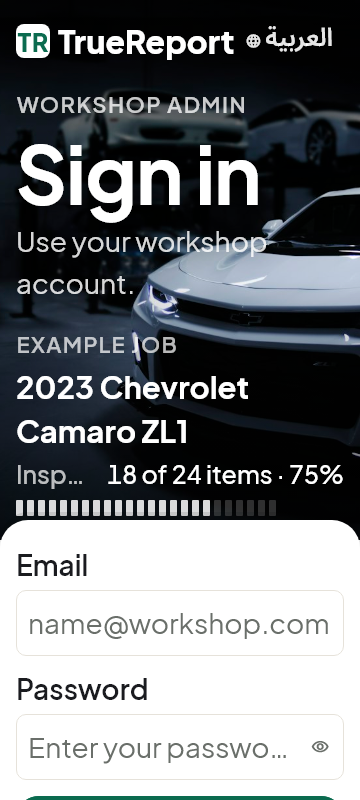 TR TrueReport العربية
WORKSHOP ADMIN
Sign in
Use your workshop
account.
EXAMPLE JOB
2023 Chevrolet
Camaro ZL1
Insp... 18 of 24 items · 75%
Email
name@workshop.com
Password
Enter your passwo...